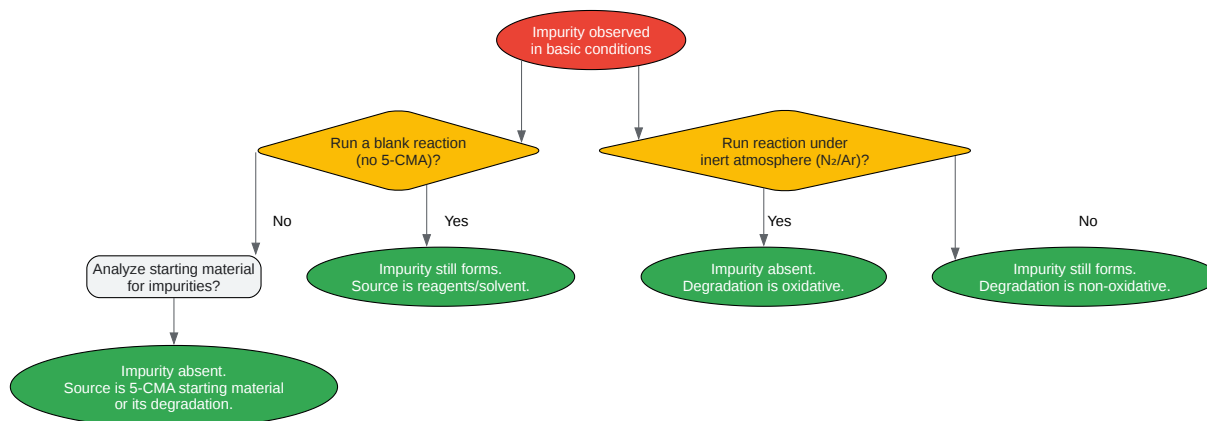 Impurity observed
in basic conditions
Run a blank reaction
(no 5-CMA)?
Run reaction under
inert atmosphere (N₂/Ar)?
No
Yes
Yes
No
Analyze starting material
for impurities?
Impurity still forms.
Source is reagents/solvent.
Impurity absent.
Degradation is oxidative.
Impurity still forms.
Degradation is non-oxidative.
Impurity absent.
Source is 5-CMA starting material
or its degradation.